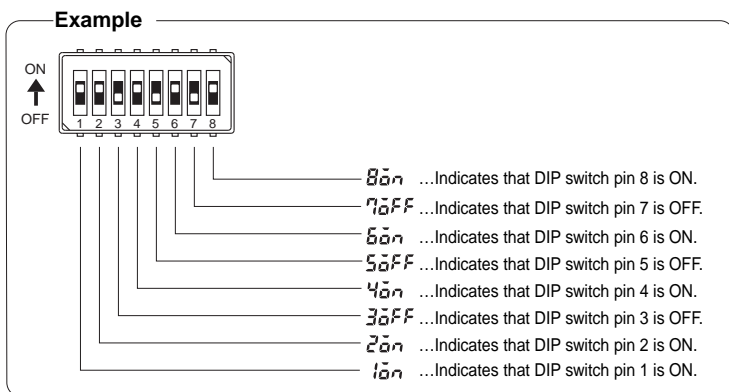 Example
ON
OFF
1 2 3 4 5 6 7 8
8on …Indicates that DIP switch pin 8 is ON.
7oFF …Indicates that DIP switch pin 7 is OFF.
6on …Indicates that DIP switch pin 6 is ON.
5oFF …Indicates that DIP switch pin 5 is OFF.
4on …Indicates that DIP switch pin 4 is ON.
3oFF …Indicates that DIP switch pin 3 is OFF.
2on …Indicates that DIP switch pin 2 is ON.
1on …Indicates that DIP switch pin 1 is ON.